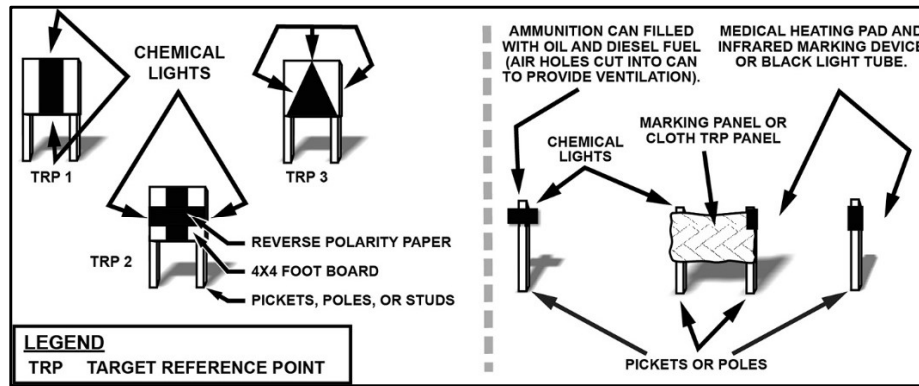 CHEMICAL
LIGHTS
TRP 1
TRP 3
TRP 2
REVERSE POLARITY PAPER
4X4 FOOT BOARD
PICKETS, POLES, OR STUDS
LEGEND
TRP TARGET REFERENCE POINT
AMMUNITION CAN FILLED
WITH OIL AND DIESEL FUEL
(AIR HOLES CUT INTO CAN
TO PROVIDE VENTILATION).
MEDICAL HEATING PAD AND
INFRARED MARKING DEVICE
OR BLACK LIGHT TUBE.
MARKING PANEL OR
CLOTH TRP PANEL
CHEMICAL
LIGHTS
PICKETS OR POLES